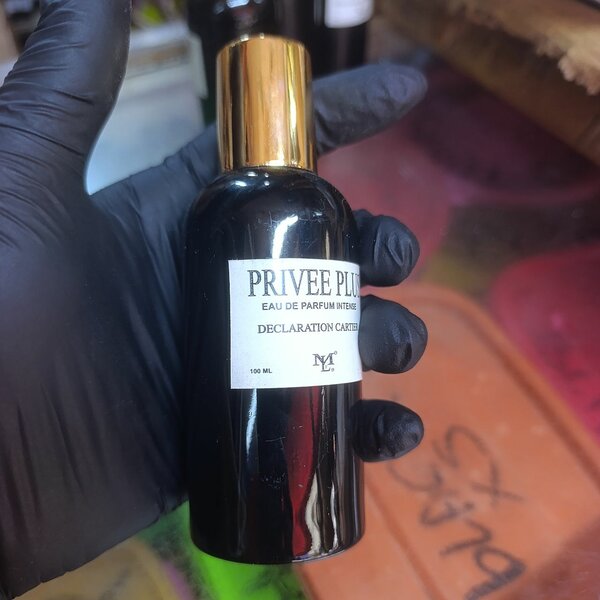 PRIVEE PLU
EAU DE PARFUM INTENSE
DECLARATION CARTIER
ML
100 ML